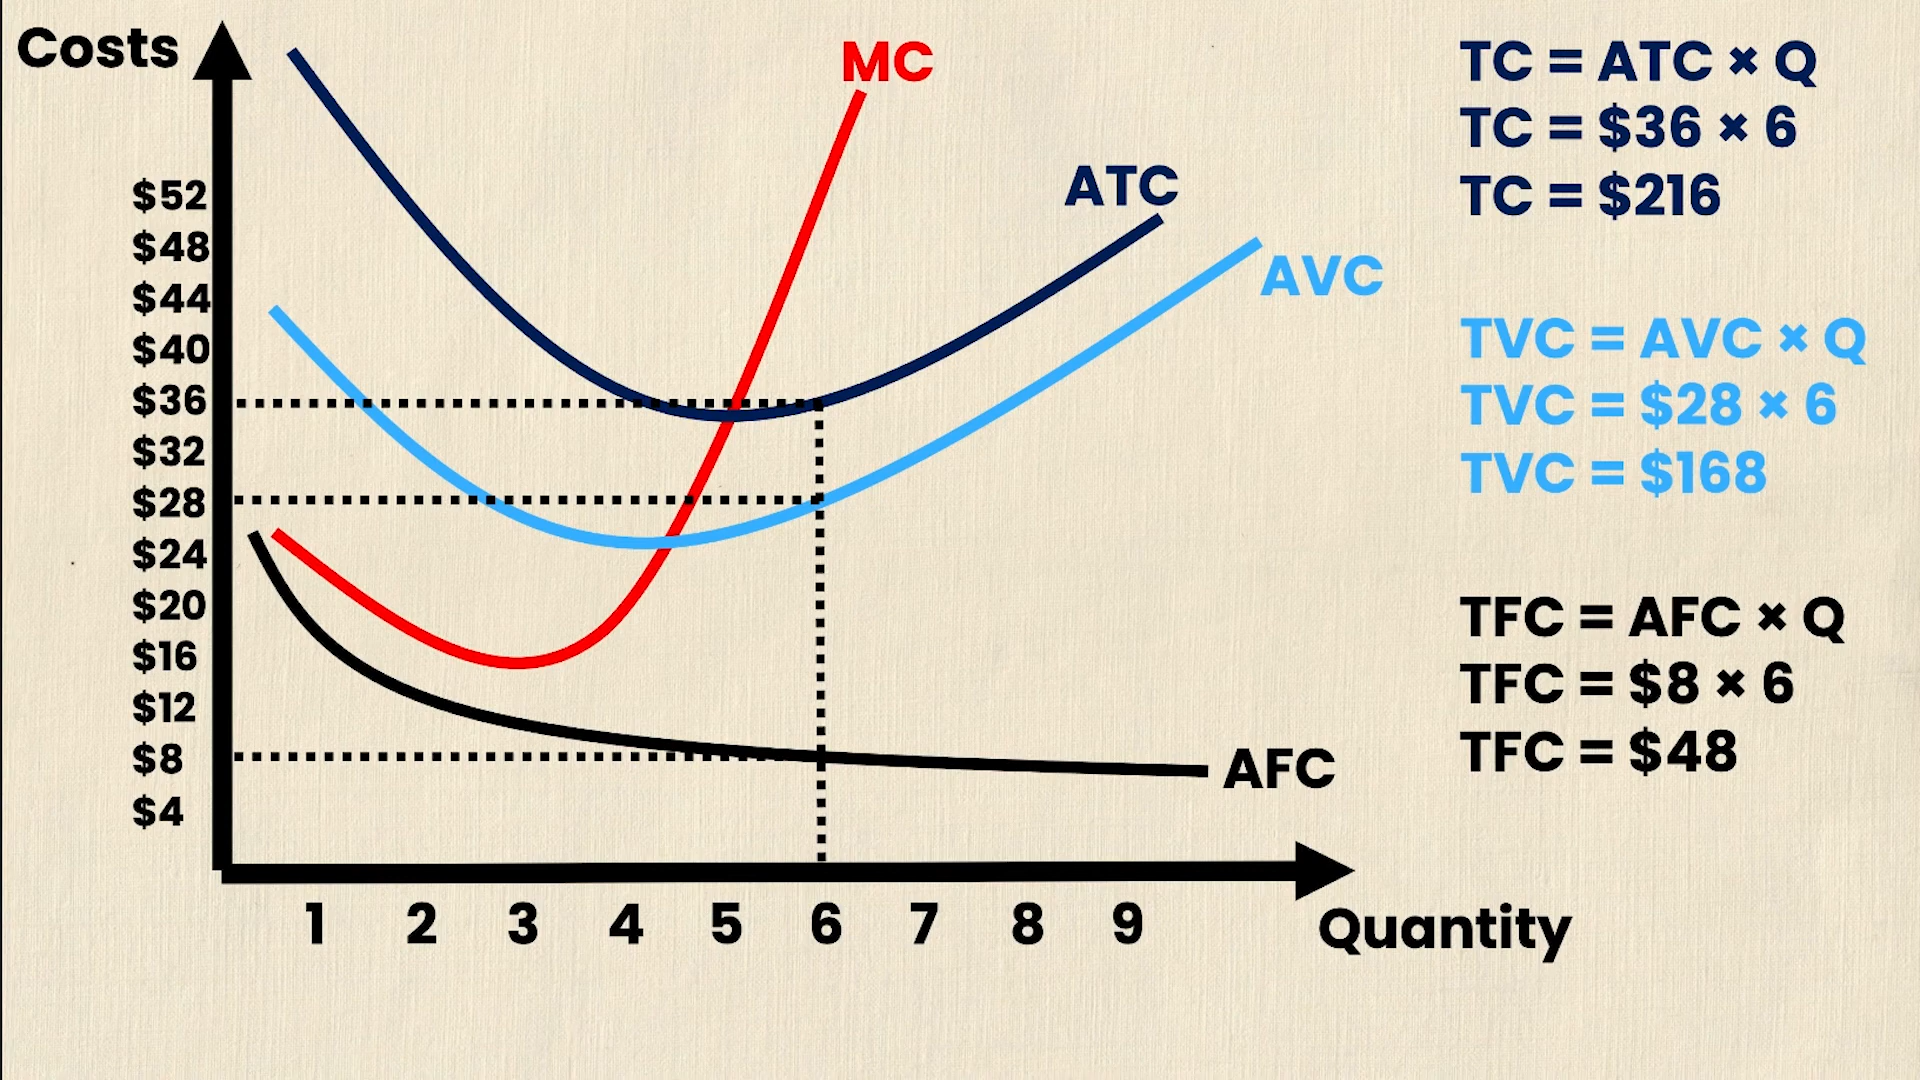 Costs
MC
ATC
AVC
AFC
$52
$48
$44
$40
$36
$32
$28
$24
$20
$16
$12
$8
$4
1 2 3 4 5 6 7 8 9
Quantity
TC = ATC × Q
TC = $36 × 6
TC = $216
TVC = AVC × Q
TVC = $28 × 6
TVC = $168
TFC = AFC × Q
TFC = $8 × 6
TFC = $48